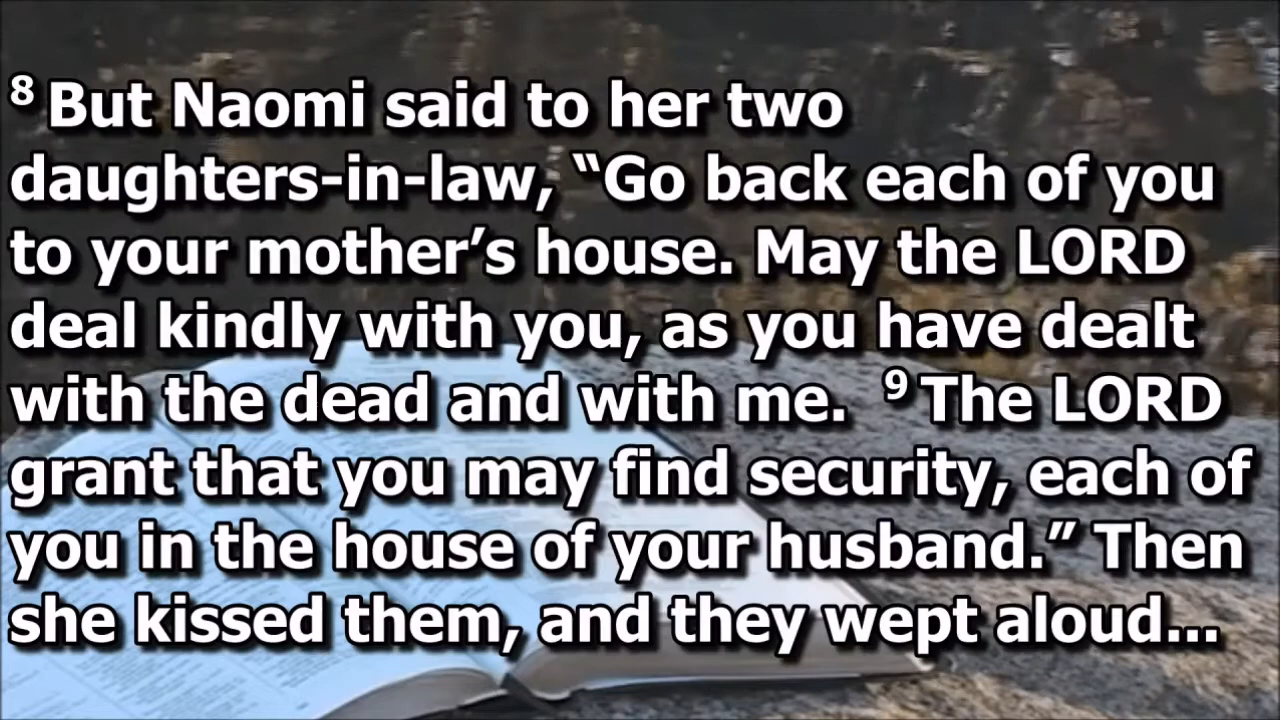 ⁸ But Naomi said to her two
daughters-in-law, “Go back each of you
to your mother’s house. May the LORD
deal kindly with you, as you have dealt
with the dead and with me. ⁹ The LORD
grant that you may find security, each of
you in the house of your husband.” Then
she kissed them, and they wept aloud...